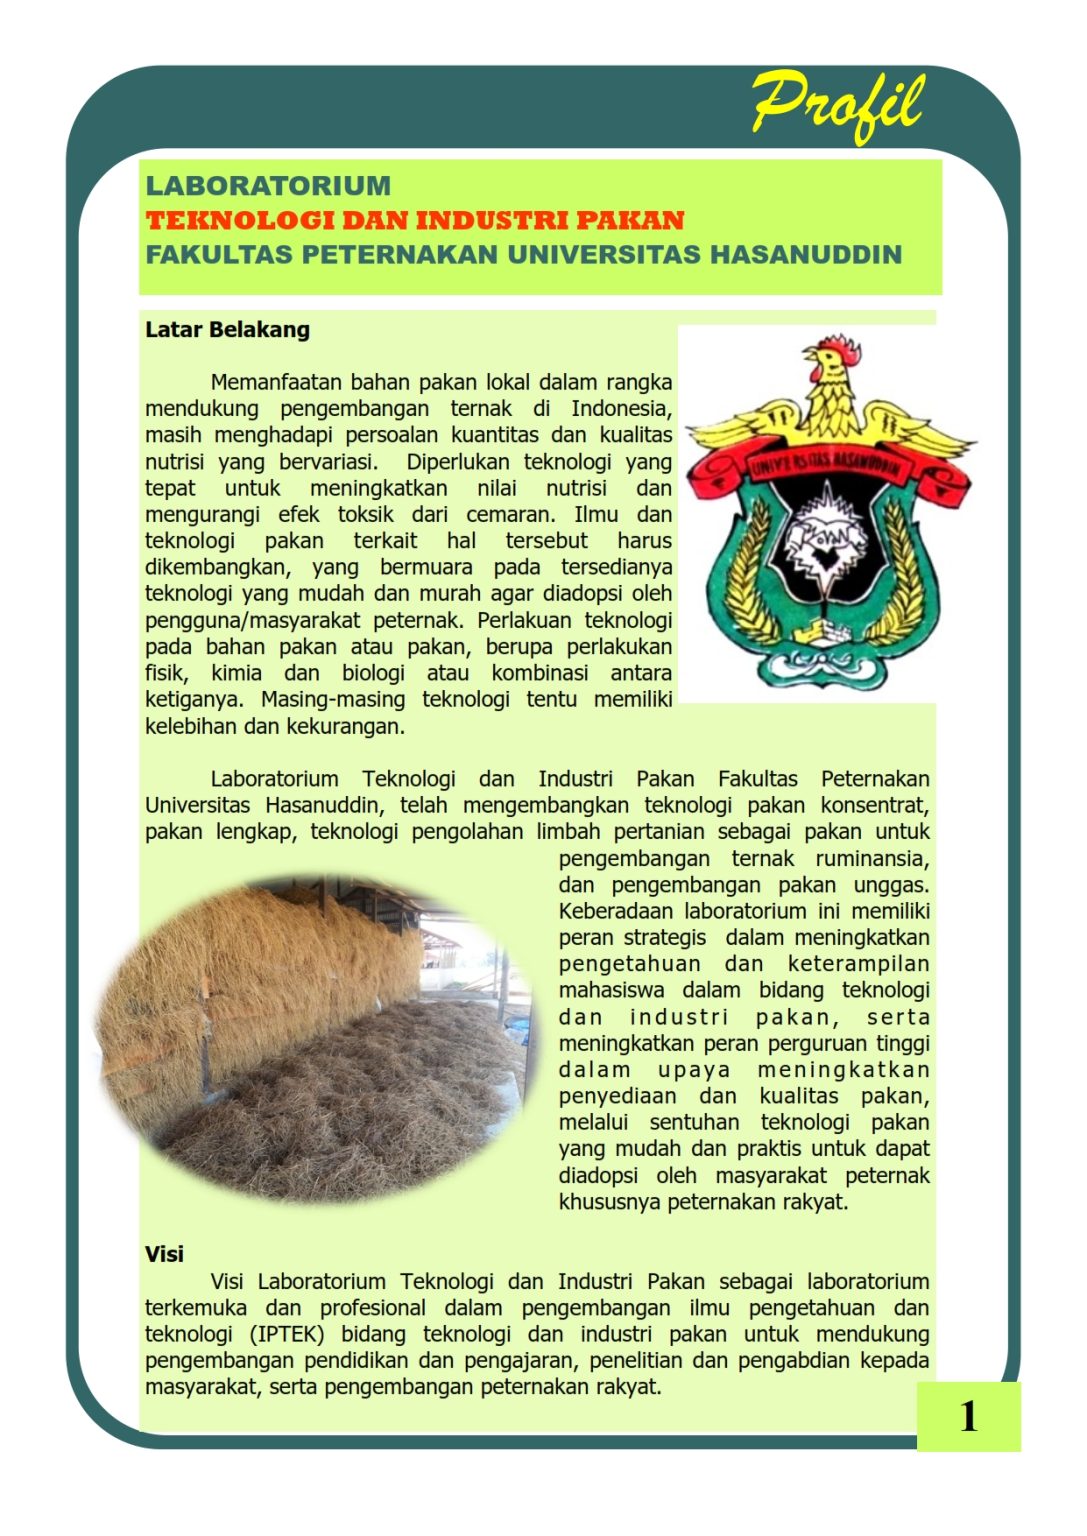 Profil
LABORATORIUM
TEKNOLOGI DAN INDUSTRI PAKAN
FAKULTAS PETERNAKAN UNIVERSITAS HASANUDDIN
Latar Belakang
Memanfaatan bahan pakan lokal dalam rangka
mendukung pengembangan ternak di Indonesia,
masih menghadapi persoalan kuantitas dan kualitas
nutrisi yang bervariasi. Diperlukan teknologi yang
tepat untuk meningkatkan nilai nutrisi dan
mengurangi efek toksik dari cemaran. Ilmu dan
teknologi pakan terkait hal tersebut harus
dikembangkan, yang bermuara pada tersedianya
teknologi yang mudah dan murah agar diadopsi oleh
pengguna/masyarakat peternak. Perlakuan teknologi
pada bahan pakan atau pakan, berupa perlakukan
fisik, kimia dan biologi atau kombinasi antara
ketiganya. Masing-masing teknologi tentu memiliki
kelebihan dan kekurangan.
UNIVERSITAS HASANUDDIN
Laboratorium Teknologi dan Industri Pakan Fakultas Peternakan
Universitas Hasanuddin, telah mengembangkan teknologi pakan konsentrat,
pakan lengkap, teknologi pengolahan limbah pertanian sebagai pakan untuk
pengembangan ternak ruminansia,
dan pengembangan pakan unggas.
Keberadaan laboratorium ini memiliki
peran strategis dalam meningkatkan
pengetahuan dan keterampilan
mahasiswa dalam bidang teknologi
dan industri pakan, serta
meningkatkan peran perguruan tinggi
dalam upaya meningkatkan
penyediaan dan kualitas pakan,
melalui sentuhan teknologi pakan
yang mudah dan praktis untuk dapat
diadopsi oleh masyarakat peternak
khususnya peternakan rakyat.
Visi
Visi Laboratorium Teknologi dan Industri Pakan sebagai laboratorium
terkemuka dan profesional dalam pengembangan ilmu pengetahuan dan
teknologi (IPTEK) bidang teknologi dan industri pakan untuk mendukung
pengembangan pendidikan dan pengajaran, penelitian dan pengabdian kepada
masyarakat, serta pengembangan peternakan rakyat.
1